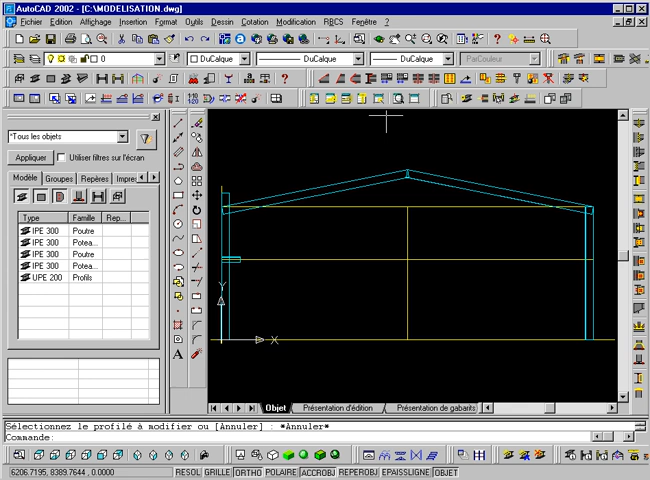 AutoCAD 2002 - [C:\MODELISATION.dwg]
Fichier Edition Affichage Insertion Format Outils Dessin Cotation Modification RBCS Fenêtre ?
0 DuCalque DuCalque DuCalque ParCouleur
*Tous les objets
Appliquer Utiliser filtres sur l'écran
Modèle Groupes Repères Impre
Type Famille Rep...
IPE 300 Poutre
IPE 300 Potea...
IPE 300 Poutre
IPE 300 Potea...
UPE 200 Profils
Y
X
A
Objet Présentation d'édition Présentation de gabarits
Sélectionnez le profilé à modifier ou [Annuler] : *Annuler*
Commande:
6206.7195, 8389.7644 , 0.0000 RESOL GRILLE ORTHO POLAIRE ACCROBJ REPEROBJ EPAISSLIGNE OBJET